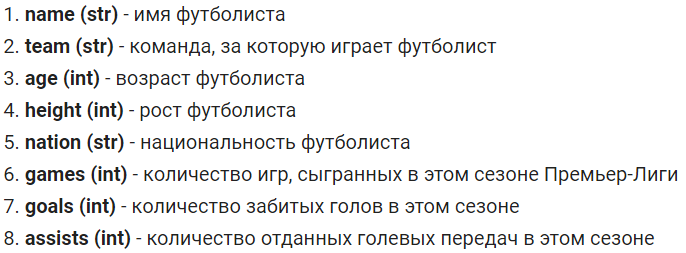 1. name (str) - имя футболиста
2. team (str) - команда, за которую играет футболист
3. age (int) - возраст футболиста
4. height (int) - рост футболиста
5. nation (str) - национальность футболиста
6. games (int) - количество игр, сыгранных в этом сезоне Премьер-Лиги
7. goals (int) - количество забитых голов в этом сезоне
8. assists (int) - количество отданных голевых передач в этом сезоне